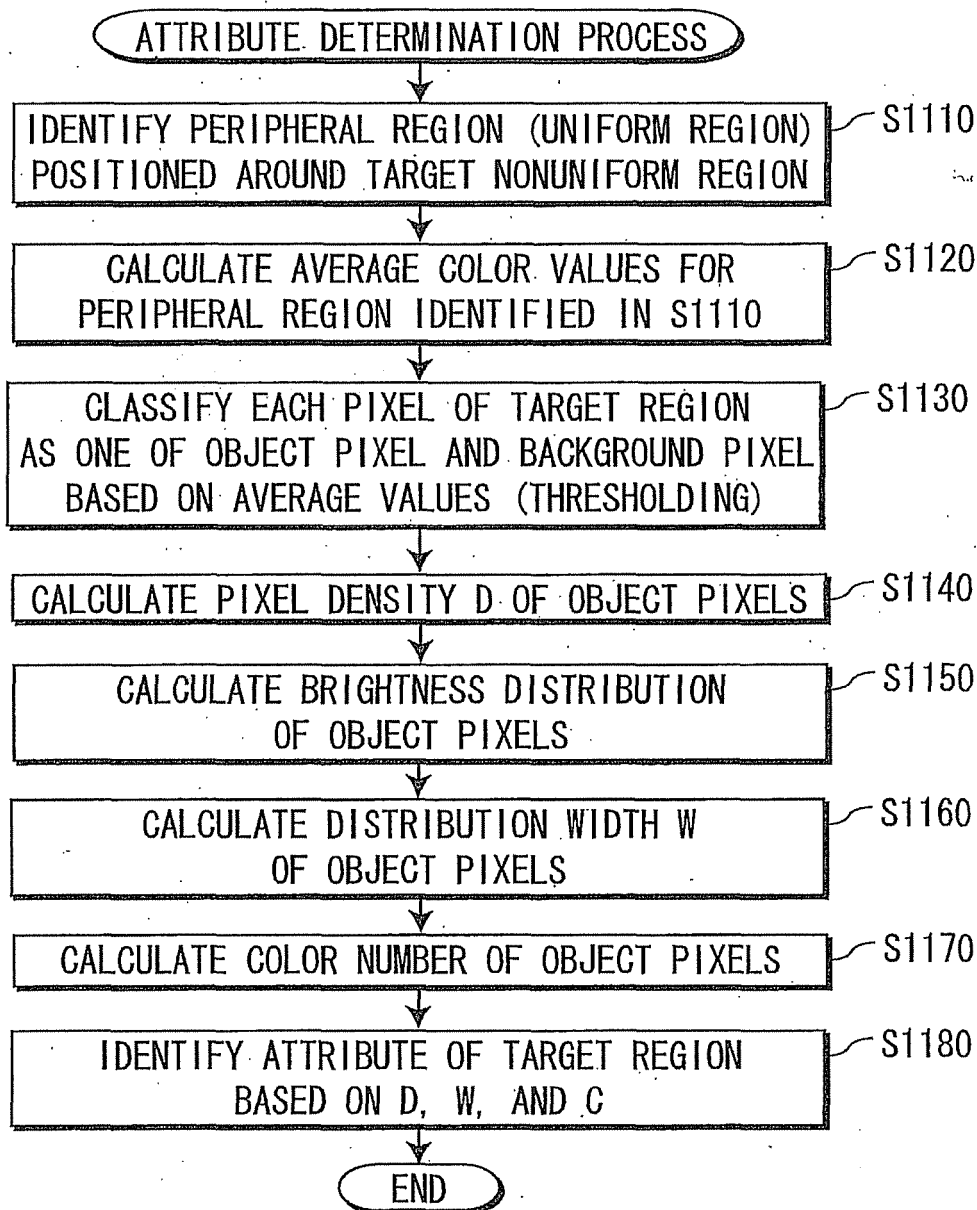 ATTRIBUTE DETERMINATION PROCESS
IDENTIFY PERIPHERAL REGION (UNIFORM REGION)
POSITIONED AROUND TARGET NONUNIFORM REGION
S1110
CALCULATE AVERAGE COLOR VALUES FOR
PERIPHERAL REGION IDENTIFIED IN S1110
S1120
CLASSIFY EACH PIXEL OF TARGET REGION
AS ONE OF OBJECT PIXEL AND BACKGROUND PIXEL
BASED ON AVERAGE VALUES (THRESHOLDING)
S1130
CALCULATE PIXEL DENSITY D OF OBJECT PIXELS
S1140
CALCULATE BRIGHTNESS DISTRIBUTION
OF OBJECT PIXELS
S1150
CALCULATE DISTRIBUTION WIDTH W
OF OBJECT PIXELS
S1160
CALCULATE COLOR NUMBER OF OBJECT PIXELS
S1170
IDENTIFY ATTRIBUTE OF TARGET REGION
BASED ON D, W, AND C
S1180
END